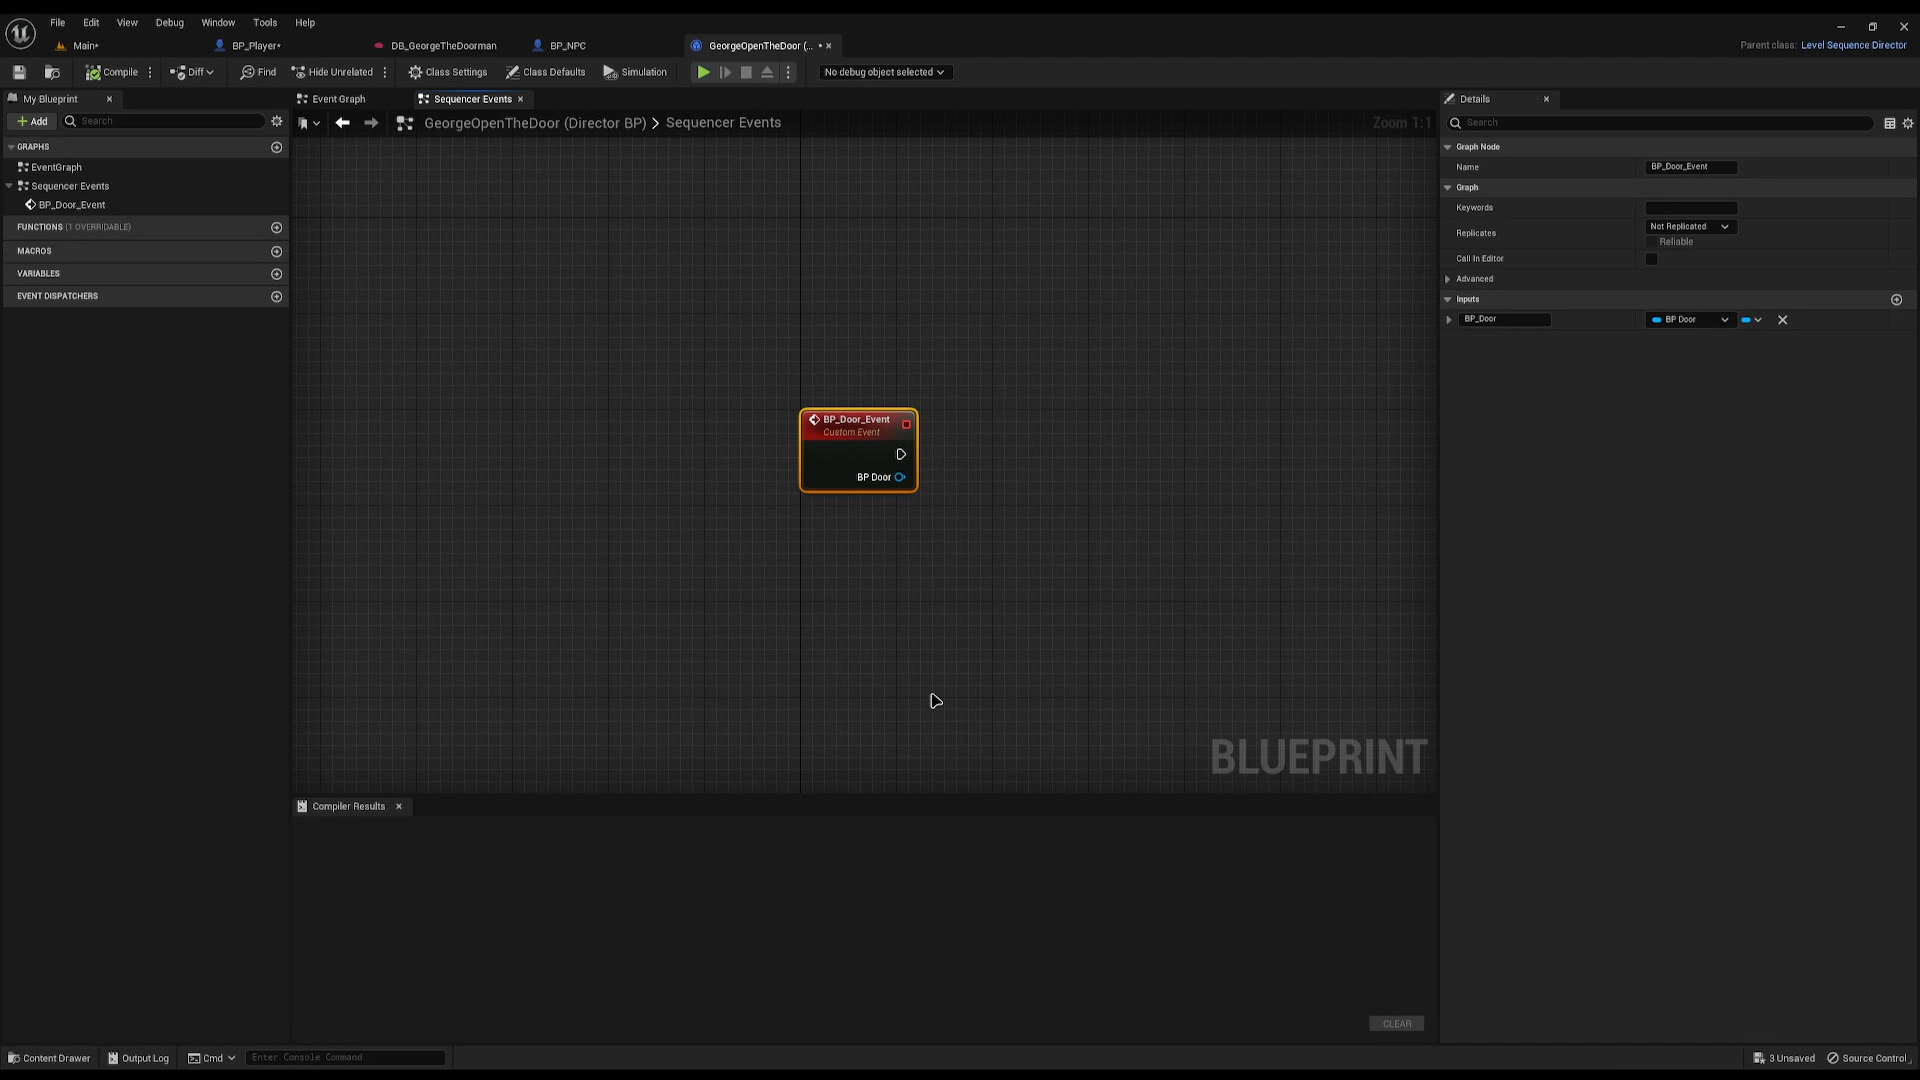 File Edit View Debug Window Tools Help
Main* BP_Player* DB_GeorgeTheDoorman BP_NPC GeorgeOpenTheDoor (... •
Parent class: Level Sequence Director
Compile Diff Find Hide Unrelated Class Settings Class Defaults Simulation No debug object selected
My Blueprint Event Graph Sequencer Events Details
Add Search GeorgeOpenTheDoor (Director BP) Sequencer Events Zoom 1:1 Search
GRAPHS
EventGraph
Sequencer Events
BP_Door_Event
FUNCTIONS (1 OVERRIDABLE)
MACROS
VARIABLES
EVENT DISPATCHERS
BP_Door_Event
Custom Event
BP Door
BLUEPRINT
Graph Node
Name BP_Door_Event
Graph
Keywords
Replicates Not Replicated
Reliable
Call In Editor
Advanced
Inputs
BP_Door BP Door
Compiler Results
CLEAR
Content Drawer Output Log Cmd Enter Console Command 3 Unsaved Source Control